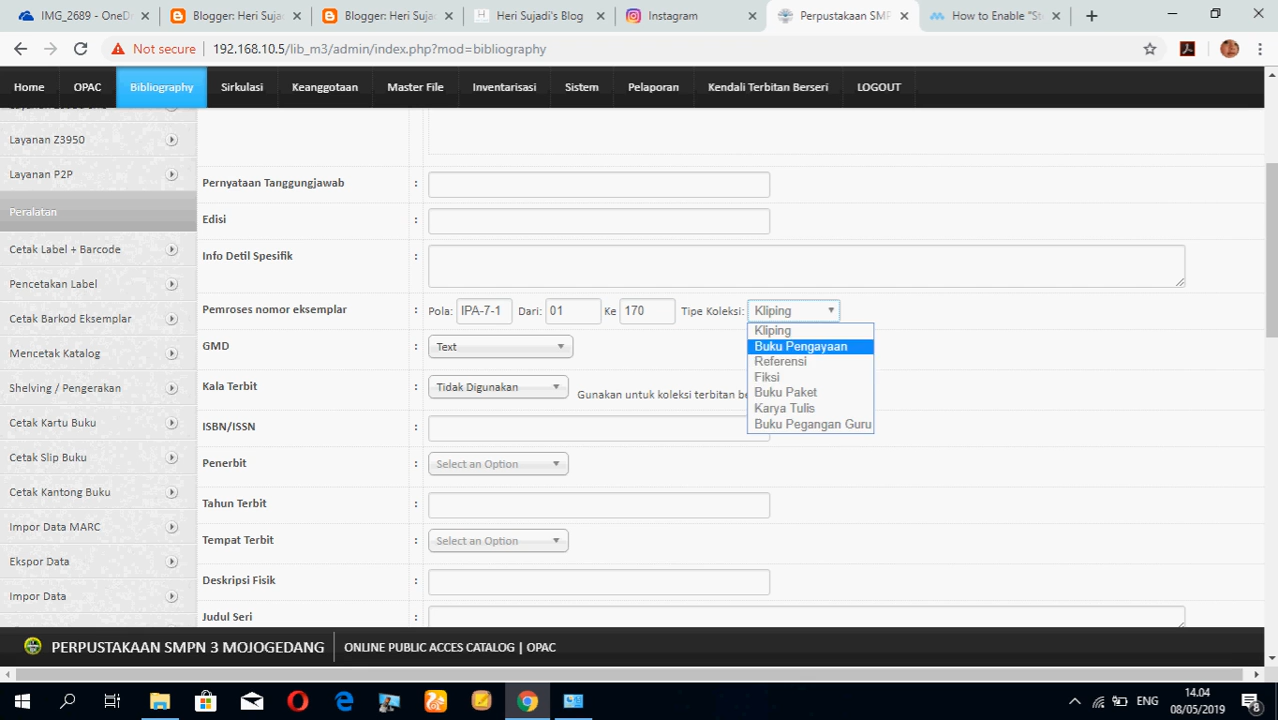 IMG_2689 - OneD
Blogger: Heri Sujad
Blogger: Heri Sujad
Heri Sujadi's Blog
Instagram
Perpustakaan SMP
How to Enable "St
Not secure
192.168.10.5/lib_m3/admin/index.php?mod=bibliography
Home OPAC Bibliography Sirkulasi Keanggotaan Master File Inventarisasi Sistem Pelaporan Kendali Terbitan Berseri LOGOUT
Layanan Z3950
Layanan P2P
Peralatan
Cetak Label + Barcode
Pencetakan Label
Cetak Barkod Eksemplar
Mencetak Katalog
Shelving / Pengerakan
Cetak Kartu Buku
Cetak Slip Buku
Cetak Kantong Buku
Impor Data MARC
Ekspor Data
Impor Data
Pernyataan Tanggungjawab :
Edisi :
Info Detil Spesifik :
Pemroses nomor eksemplar : Pola: IPA-7-1 Dari: 01 Ke 170 Tipe Koleksi: Kliping
Kliping
Buku Pengayaan
Referensi
Fiksi
Buku Paket
Karya Tulis
Buku Pegangan Guru
GMD : Text
Kala Terbit : Tidak Digunakan Gunakan untuk koleksi terbitan be
ISBN/ISSN :
Penerbit : Select an Option
Tahun Terbit :
Tempat Terbit : Select an Option
Deskripsi Fisik :
Judul Seri :
PERPUSTAKAAN SMPN 3 MOJOGEDANG ONLINE PUBLIC ACCES CATALOG | OPAC
ENG
14.04
08/05/2019
8